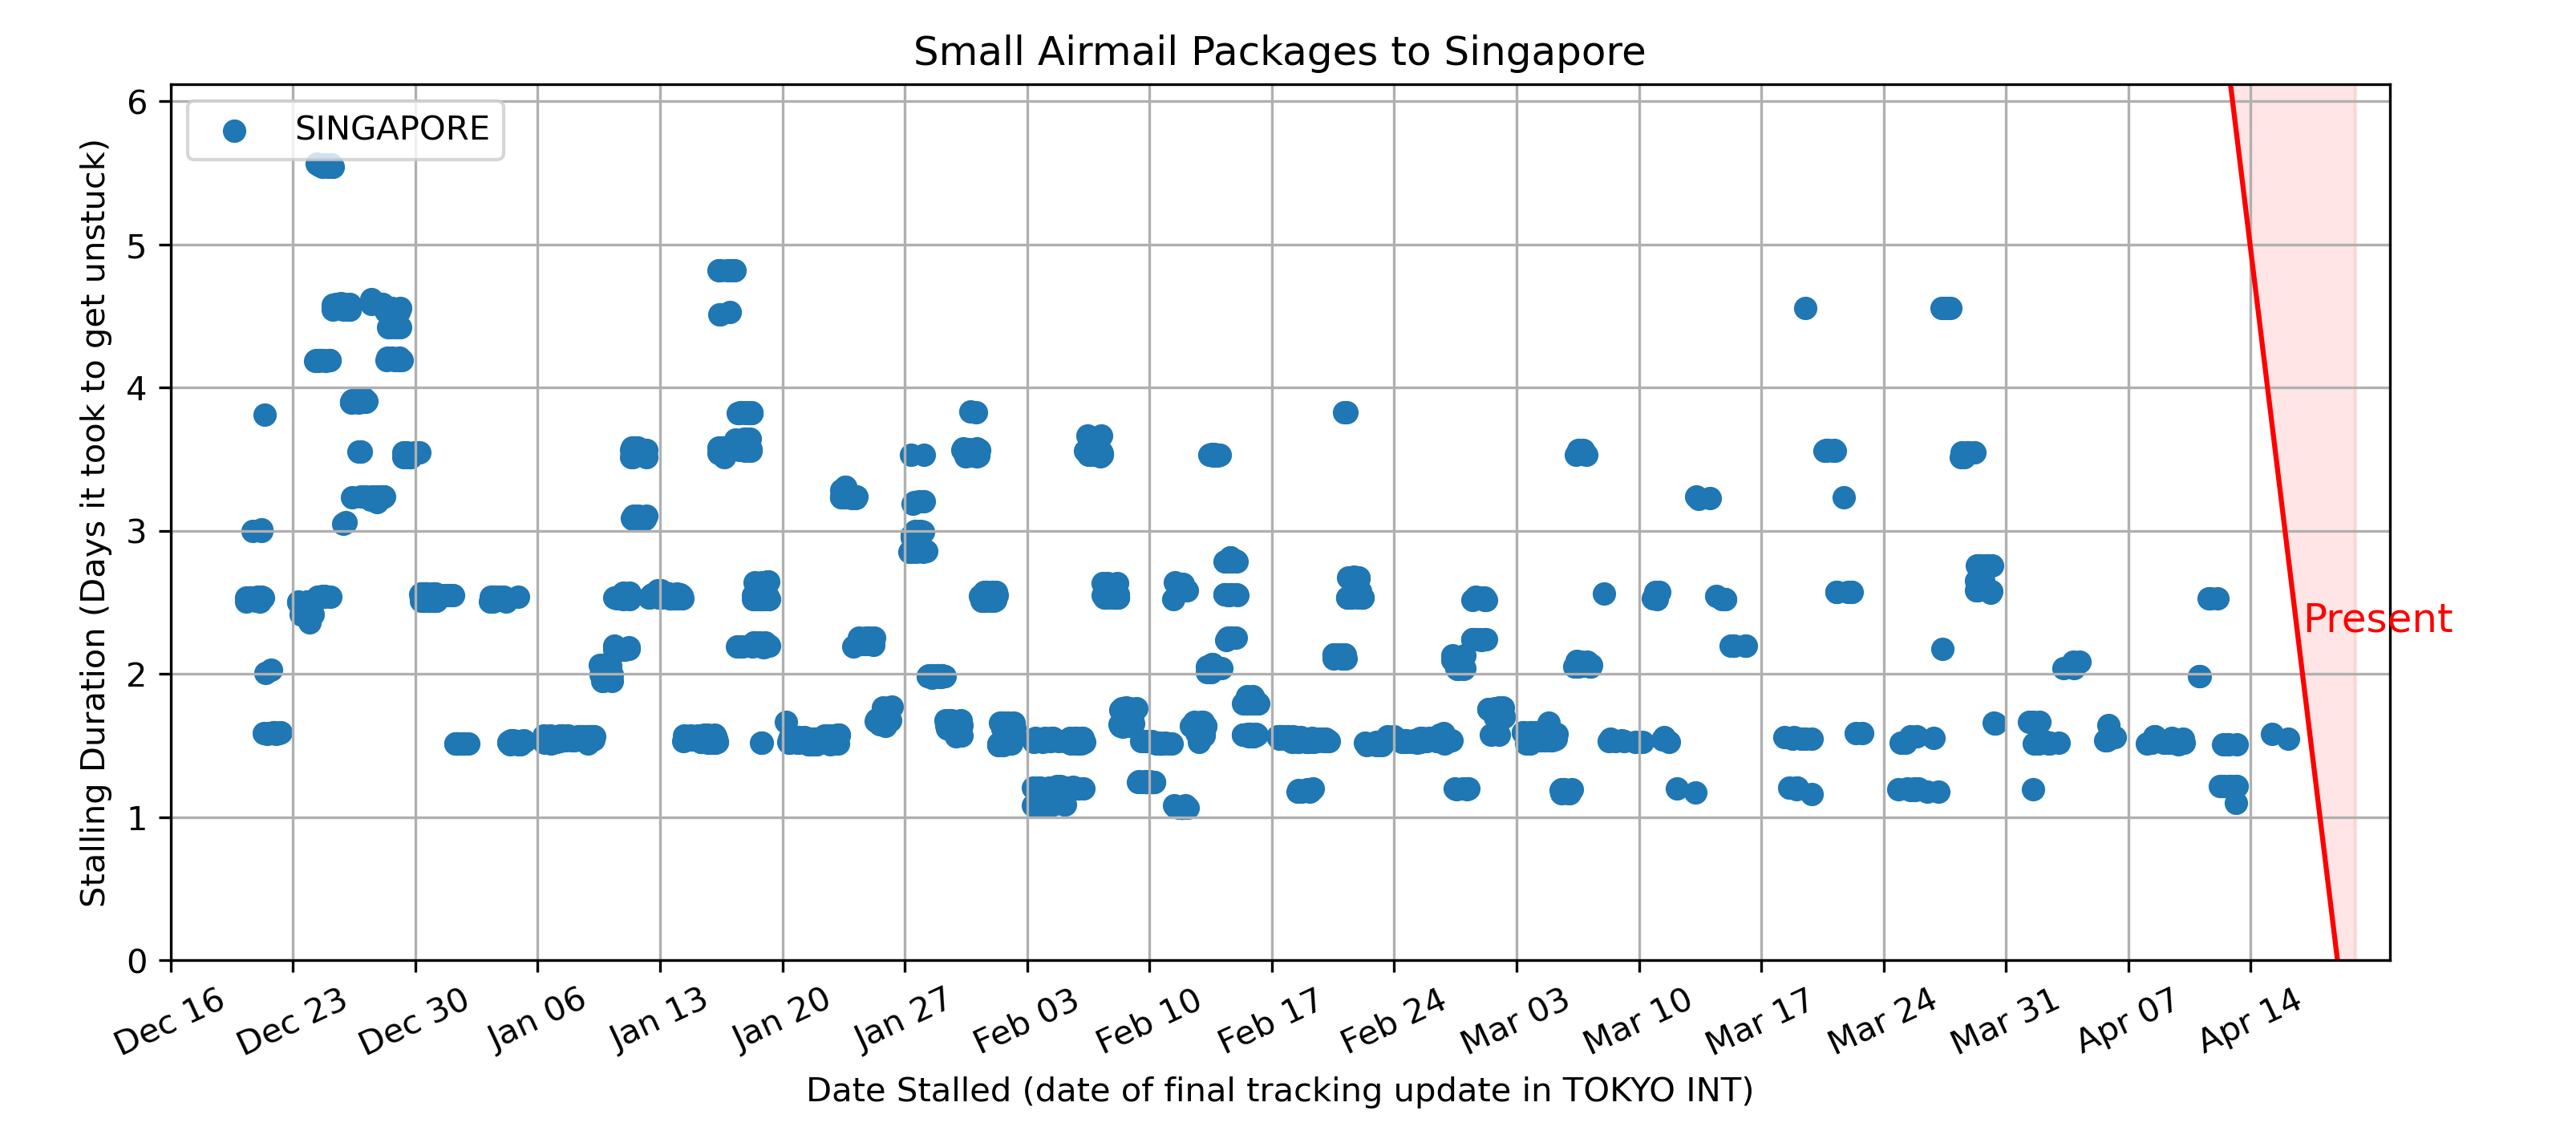 Small Airmail Packages to Singapore
SINGAPORE
Stalling Duration (Days it took to get unstuck)
6
5
4
3
2
1
0
Present
Dec 16
Dec 23
Dec 30
Jan 06
Jan 13
Jan 20
Jan 27
Feb 03
Feb 10
Feb 17
Feb 24
Mar 03
Mar 10
Mar 17
Mar 24
Mar 31
Apr 07
Apr 14
Date Stalled (date of final tracking update in TOKYO INT)